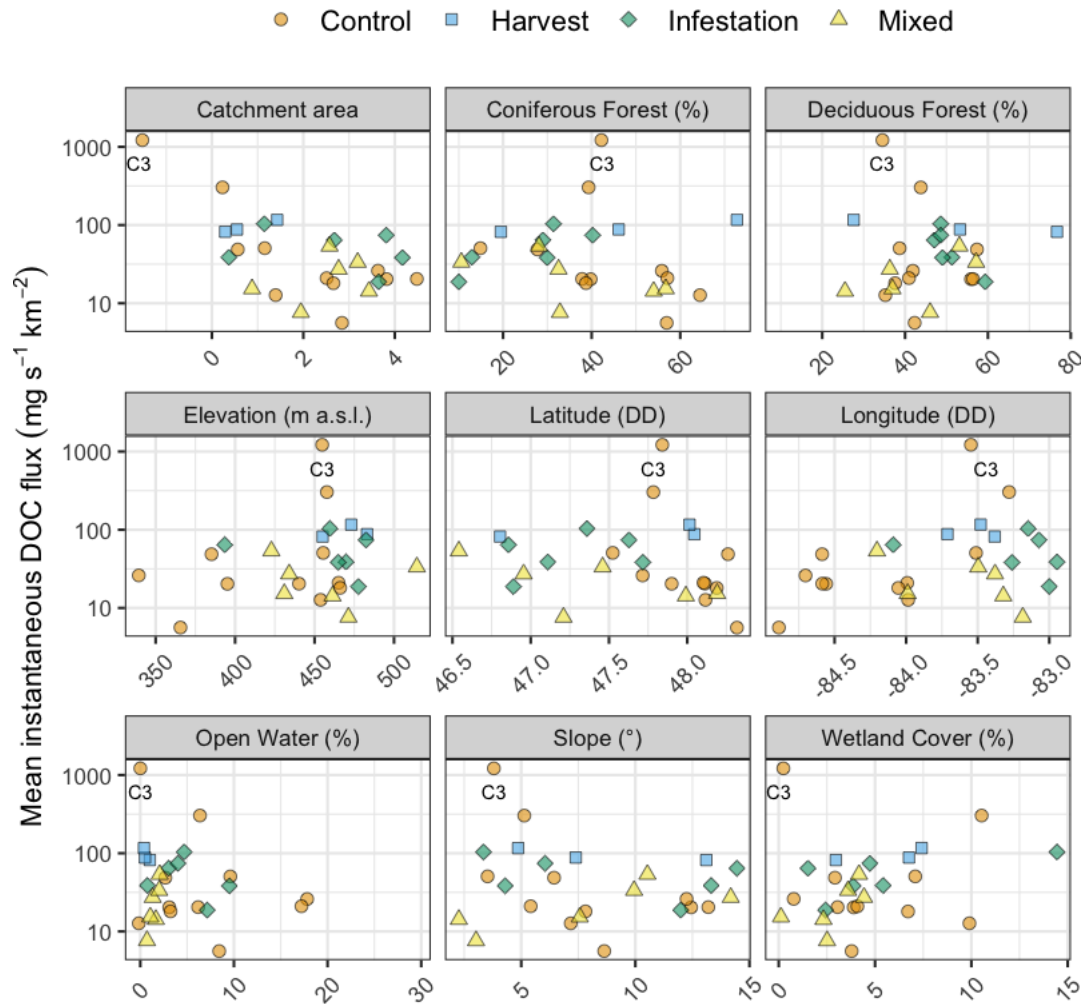 Control Harvest Infestation Mixed
Mean instantaneous DOC flux (mg s⁻¹ km⁻²)
Catchment area Coniferous Forest (%) Deciduous Forest (%)
1000
100
10
C3 C3 C3
0 2 4 20 40 60 20 40 60 80
Elevation (m a.s.l.) Latitude (DD) Longitude (DD)
1000
100
10
C3 C3 C3
350 400 450 500 46.5 47.0 47.5 48.0 -84.5 -84.0 -83.5 -83.0
Open Water (%) Slope (°) Wetland Cover (%)
1000
100
10
C3 C3 C3
0 10 20 30 5 10 15 0 5 10 15